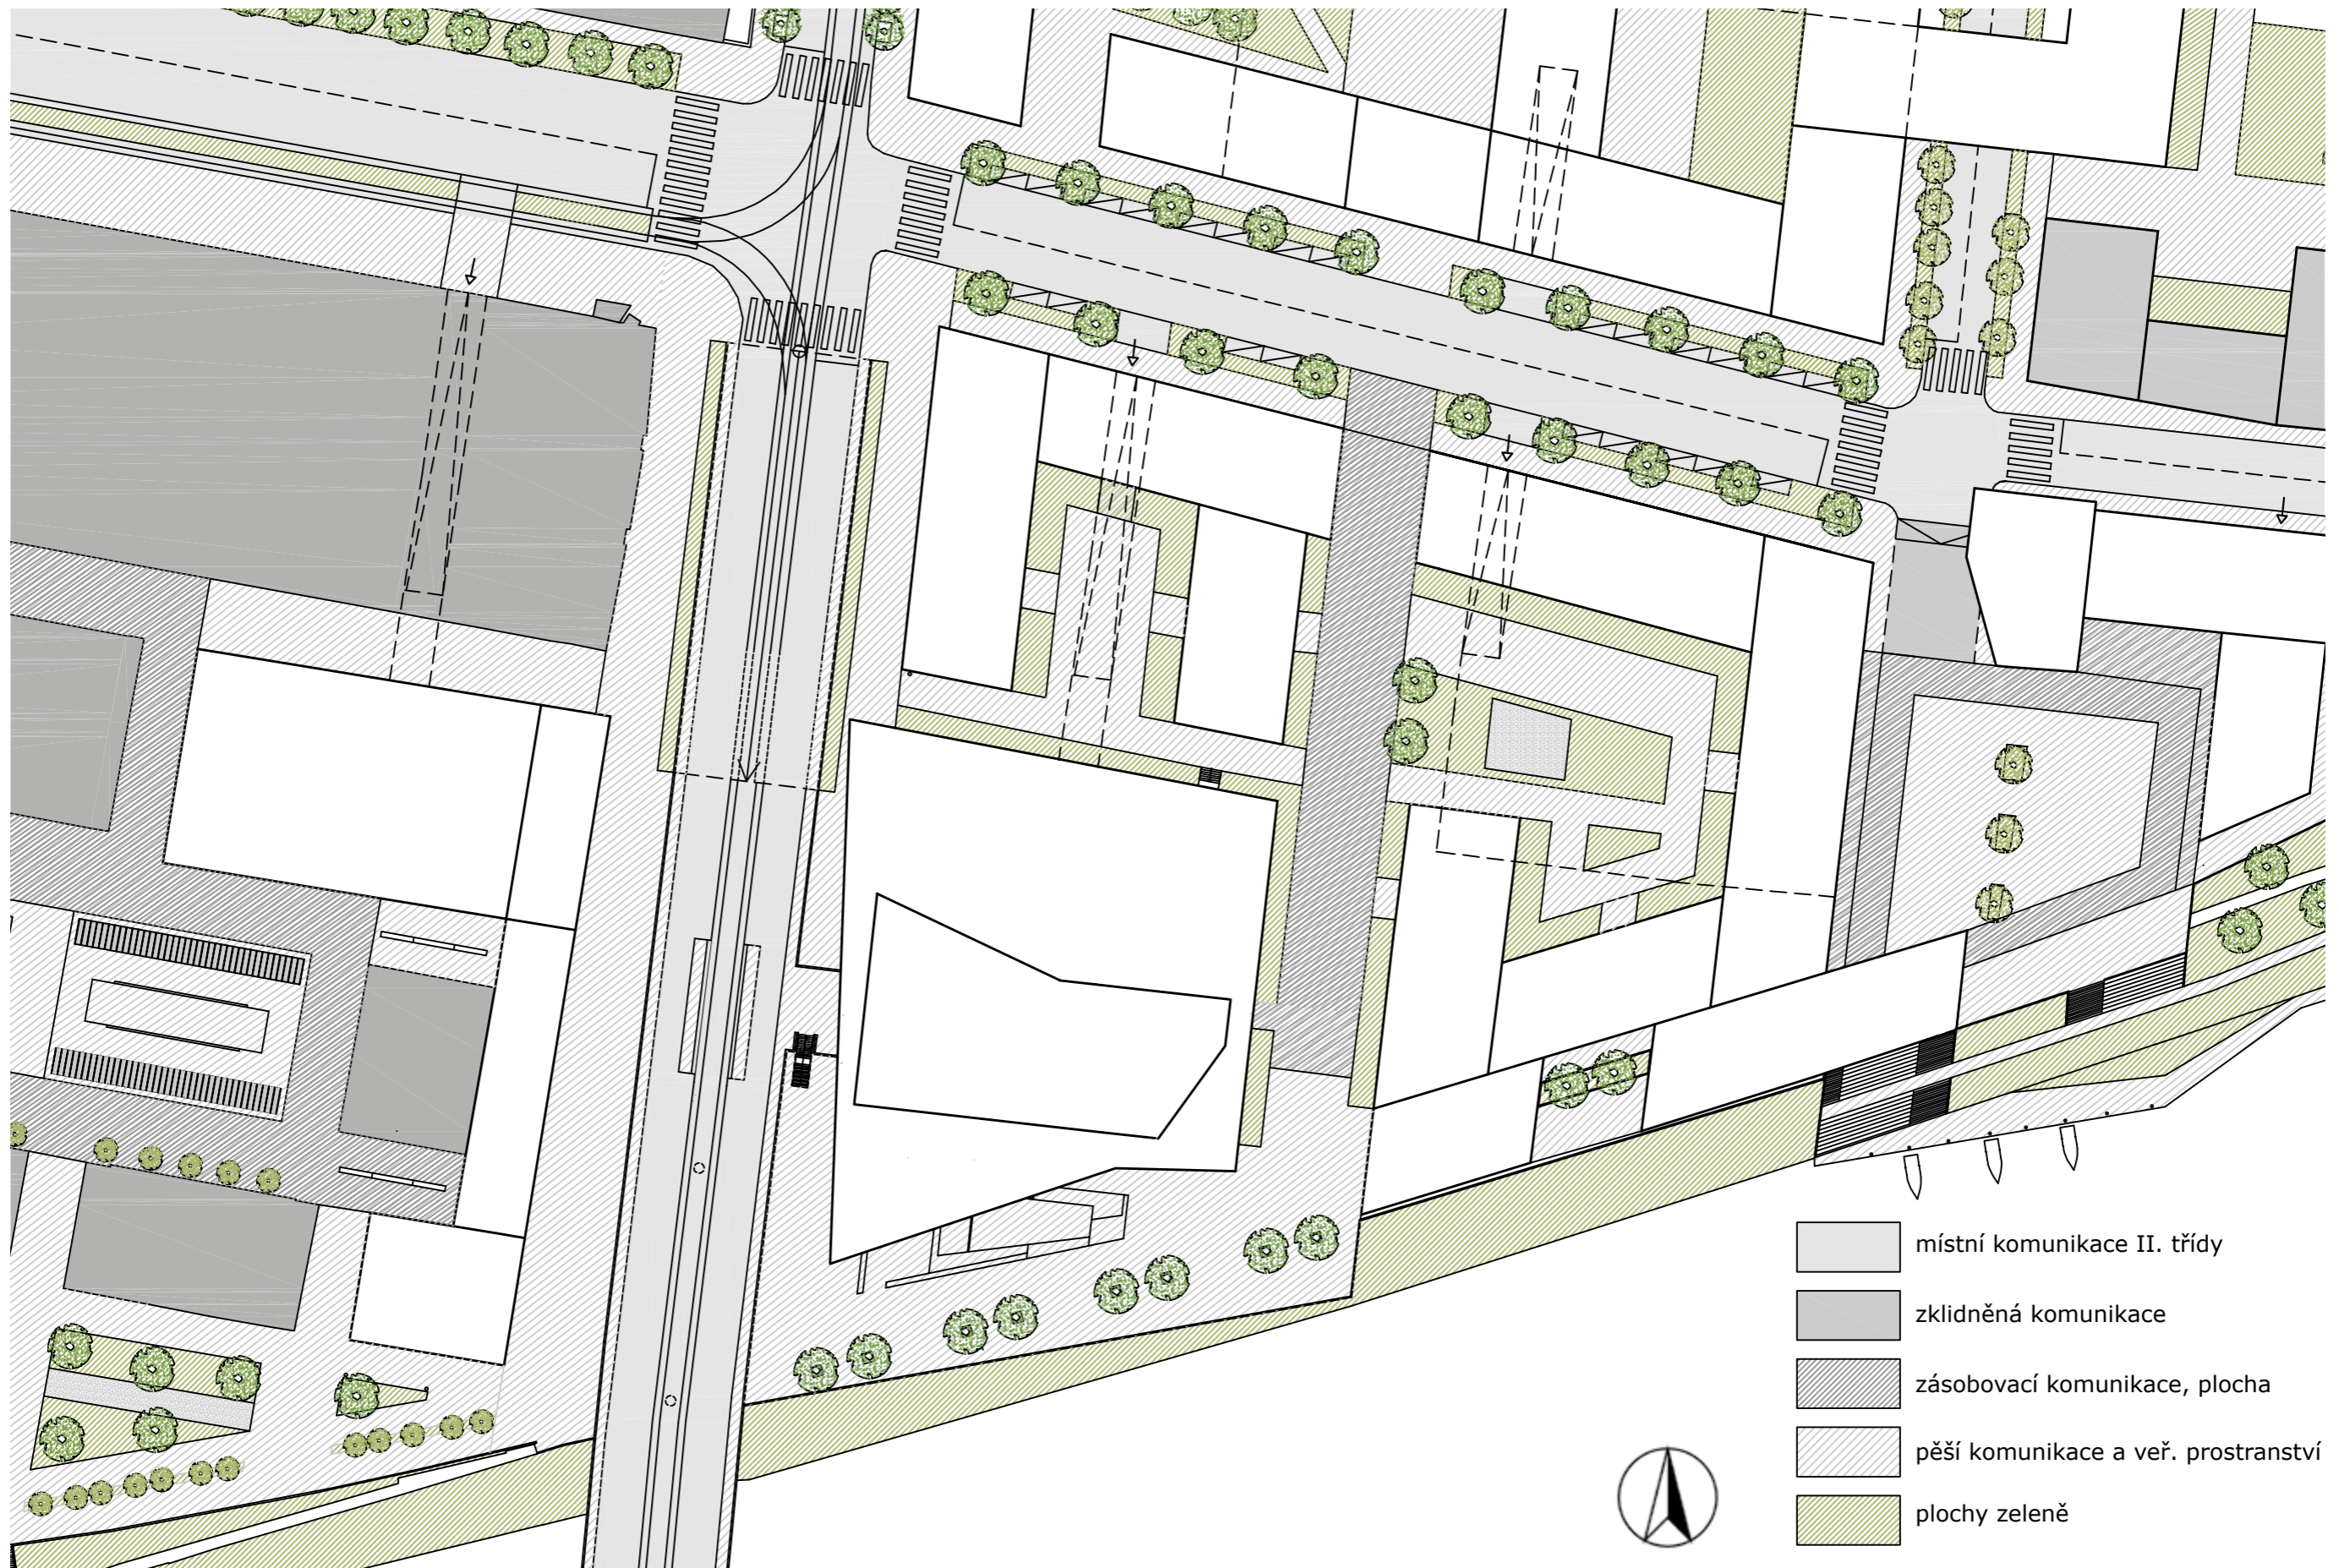 místní komunikace II. třídy
zklidněná komunikace
zásobovací komunikace, plocha
pěší komunikace a veř. prostranství
plochy zeleně